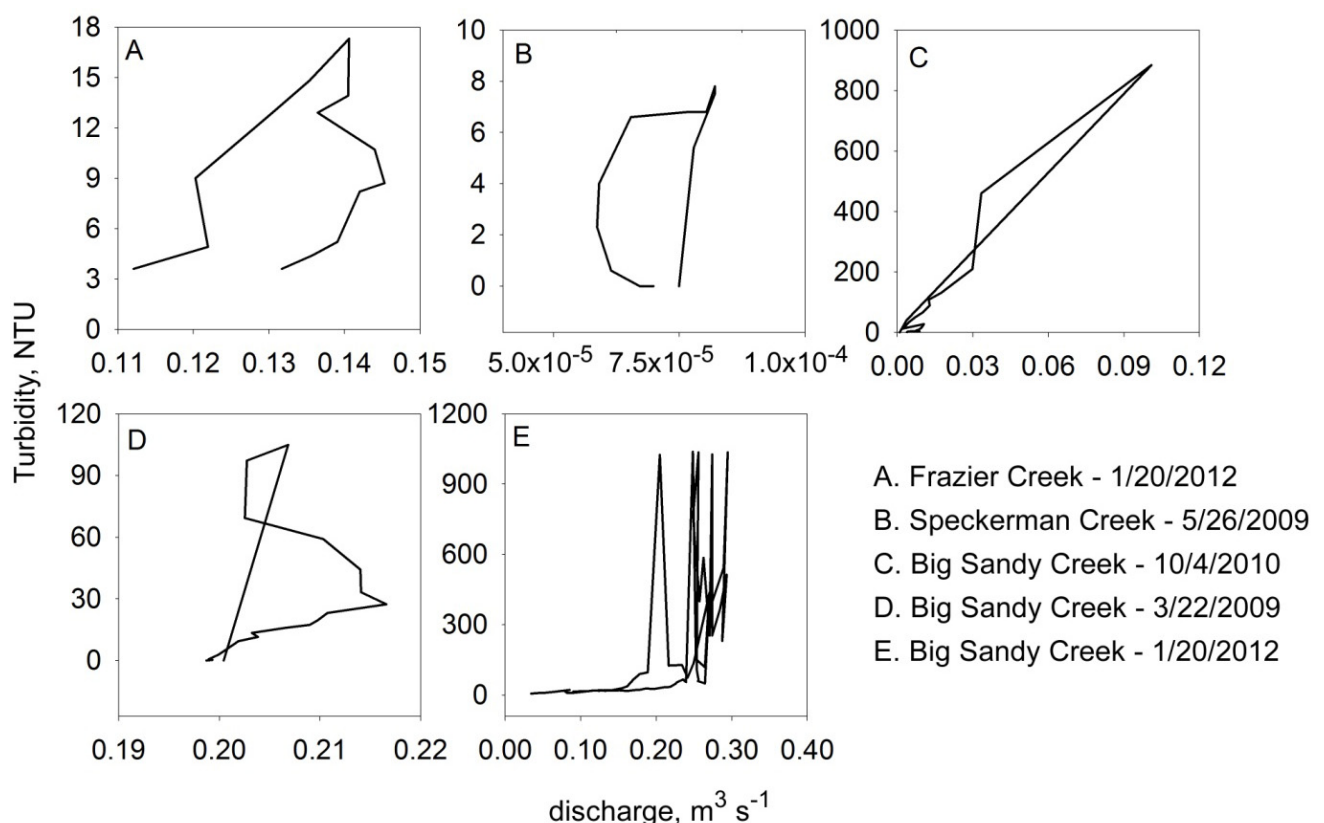 Turbidity, NTU
A
18
15
12
9
6
3
0
0.11 0.12 0.13 0.14 0.15
B
10
8
6
4
2
0
5.0x10⁻⁵ 7.5x10⁻⁵ 1.0x10⁻⁴
C
1000
800
600
400
200
0
0.00 0.03 0.06 0.09 0.12
D
120
90
60
30
0
0.19 0.20 0.21 0.22
E
1200
900
600
300
0
0.00 0.10 0.20 0.30 0.40
A. Frazier Creek - 1/20/2012
B. Speckerman Creek - 5/26/2009
C. Big Sandy Creek - 10/4/2010
D. Big Sandy Creek - 3/22/2009
E. Big Sandy Creek - 1/20/2012
discharge, m³ s⁻¹